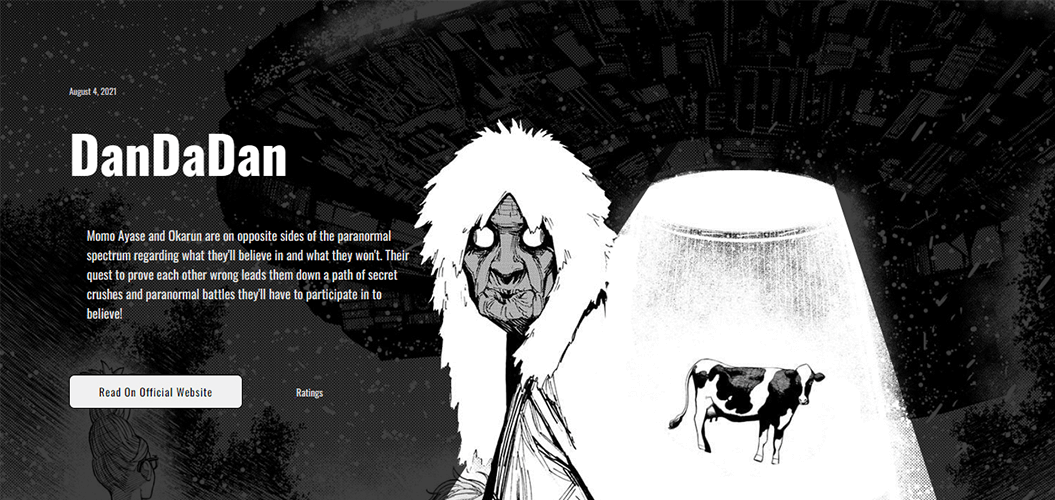 August 4, 2021
DanDaDan
Momo Ayase and Okarun are on opposite sides of the paranormal
spectrum regarding what they'll believe in and what they won't. Their
quest to prove each other wrong leads them down a path of secret
crushes and paranormal battles they'll have to participate in to
believe!
Read On Official Website
Ratings